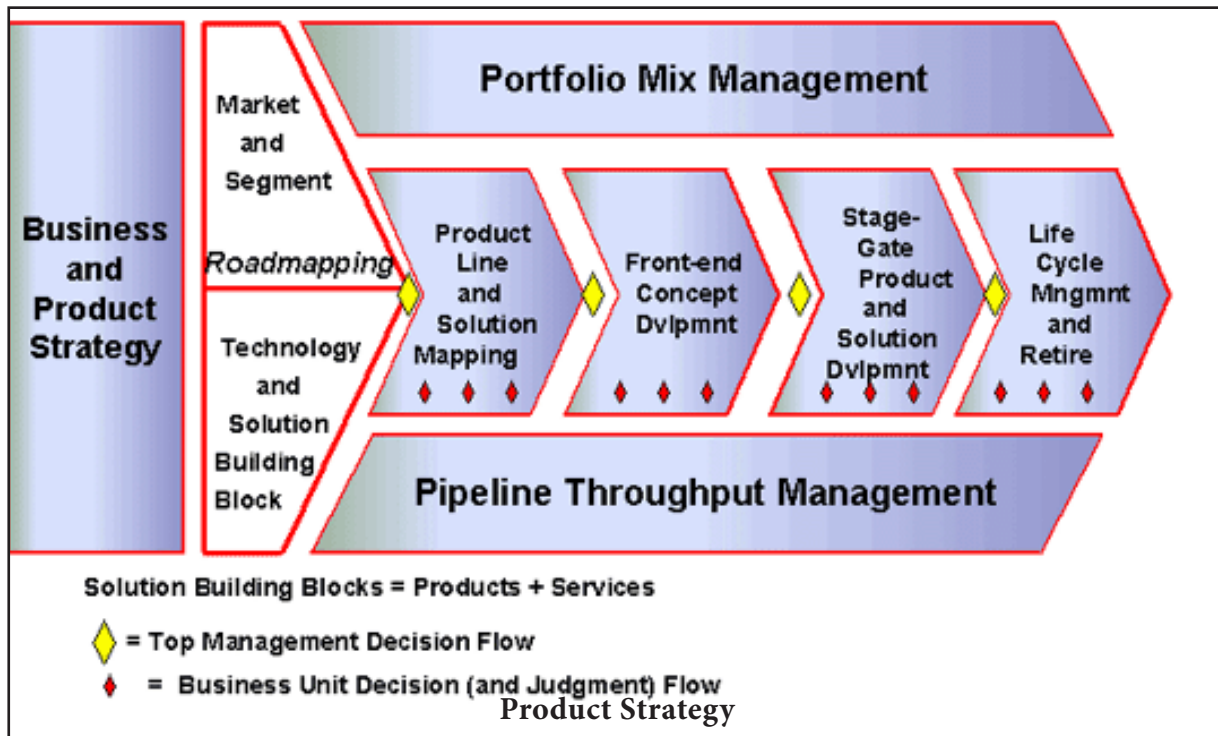 Business
and
Product
Strategy
Market
and
Segment
Roadmapping
Technology
and
Solution
Building
Block
Portfolio Mix Management
Product
Line
and
Solution
Mapping
Front-end
Concept
Dvlpmnt
Stage-
Gate
Product
and
Solution
Dvlpmnt
Life
Cycle
Mngmnt
and
Retire
Pipeline Throughput Management
Solution Building Blocks = Products + Services
= Top Management Decision Flow
= Business Unit Decision (and Judgment) Flow
Product Strategy